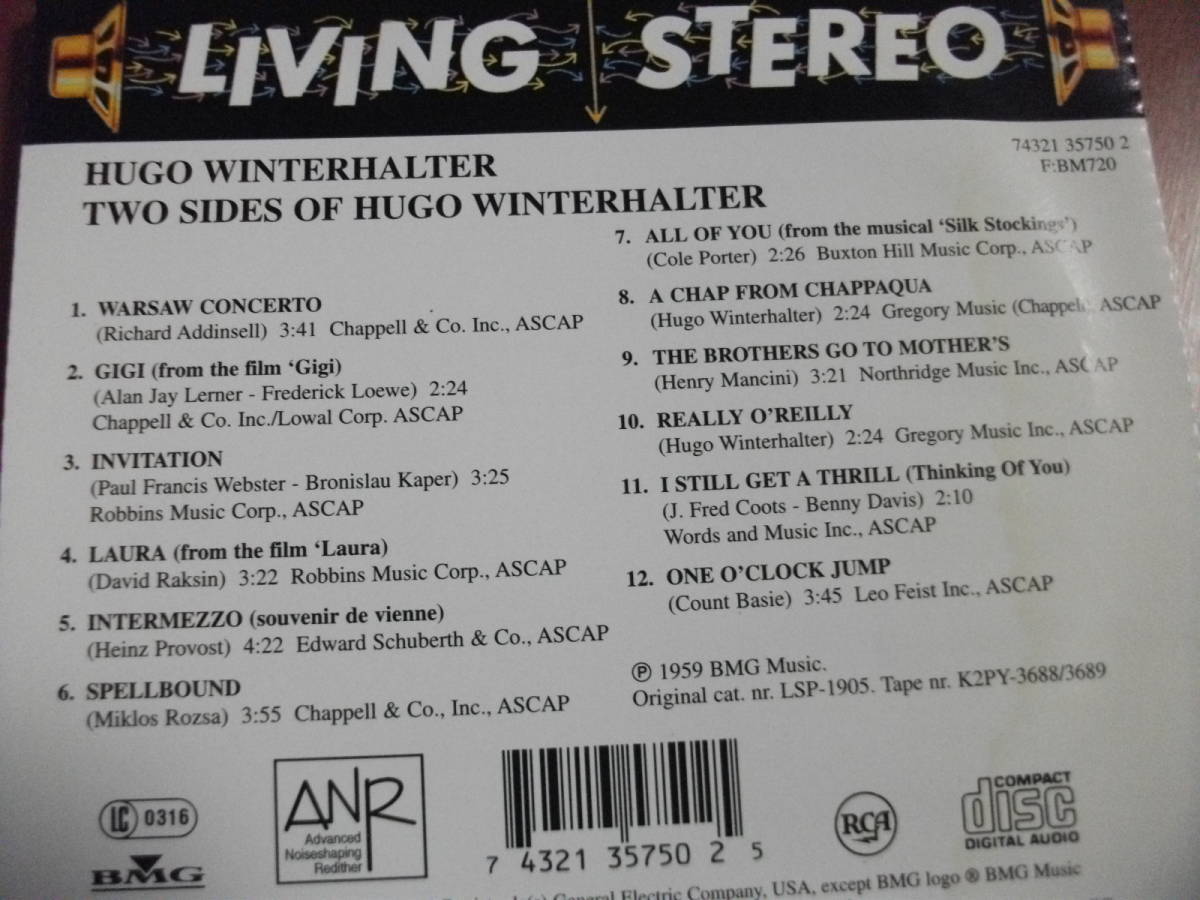 LIVING STEREO
74321 35750 2
F:BM720
HUGO WINTERHALTER
TWO SIDES OF HUGO WINTERHALTER
1. WARSAW CONCERTO
(Richard Addinsell) 3:41 Chappell & Co. Inc., ASCAP
2. GIGI (from the film ‘Gigi)
(Alan Jay Lerner - Frederick Loewe) 2:24
Chappell & Co. Inc./Lowal Corp. ASCAP
3. INVITATION
(Paul Francis Webster - Bronislau Kaper) 3:25
Robbins Music Corp., ASCAP
4. LAURA (from the film ‘Laura)
(David Raksin) 3:22 Robbins Music Corp., ASCAP
5. INTERMEZZO (souvenir de vienne)
(Heinz Provost) 4:22 Edward Schuberth & Co., ASCAP
6. SPELLBOUND
(Miklos Rozsa) 3:55 Chappell & Co., Inc., ASCAP
7. ALL OF YOU (from the musical ‘Silk Stockings’)
(Cole Porter) 2:26 Buxton Hill Music Corp., ASCAP
8. A CHAP FROM CHAPPAQUA
(Hugo Winterhalter) 2:24 Gregory Music (Chappell) ASCAP
9. THE BROTHERS GO TO MOTHER’S
(Henry Mancini) 3:21 Northridge Music Inc., ASCAP
10. REALLY O’REILLY
(Hugo Winterhalter) 2:24 Gregory Music Inc., ASCAP
11. I STILL GET A THRILL (Thinking Of You)
(J. Fred Coots - Benny Davis) 2:10
Words and Music Inc., ASCAP
12. ONE O’CLOCK JUMP
(Count Basie) 3:45 Leo Feist Inc., ASCAP
℗ 1959 BMG Music.
Original cat. nr. LSP-1905. Tape nr. K2PY-3688/3689
LC 0316
BMG
ANR
Advanced
Noiseshaping
Redither
7 4321 35750 2 5
RCA
COMPACT
disc
DIGITAL AUDIO
General Electric Company, USA, except BMG logo ® BMG Music